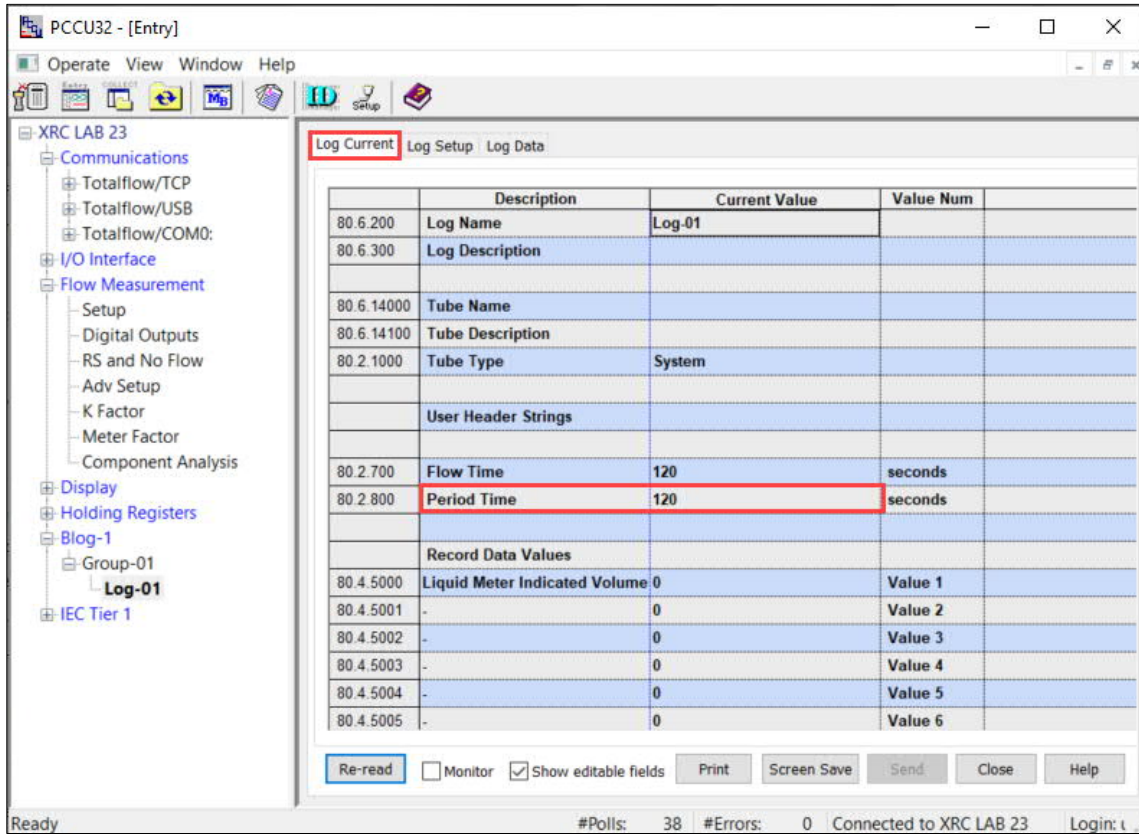 PCCU32 - [Entry]
Operate View Window Help
Entry COLLECT MB ID Setup
XRC LAB 23
Communications
Totalflow/TCP
Totalflow/USB
Totalflow/COM0:
I/O Interface
Flow Measurement
Setup
Digital Outputs
RS and No Flow
Adv Setup
K Factor
Meter Factor
Component Analysis
Display
Holding Registers
Blog-1
Group-01
Log-01
IEC Tier 1
Log Current Log Setup Log Data
Description Current Value Value Num
80.6.200 Log Name Log-01
80.6.300 Log Description
80.6.14000 Tube Name
80.6.14100 Tube Description
80.2.1000 Tube Type System
User Header Strings
80.2.700 Flow Time 120 seconds
80.2.800 Period Time 120 seconds
Record Data Values
80.4.5000 Liquid Meter Indicated Volume 0 Value 1
80.4.5001 - 0 Value 2
80.4.5002 - 0 Value 3
80.4.5003 - 0 Value 4
80.4.5004 - 0 Value 5
80.4.5005 - 0 Value 6
Re-read Monitor Show editable fields Print Screen Save Send Close Help
Ready #Polls: 38 #Errors: 0 Connected to XRC LAB 23 Login: